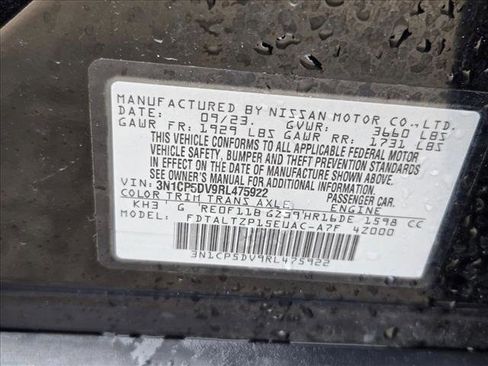 MANUFACTURED BY NISSAN MOTOR CO., LTD.
DATE: 09/23. GVWR: 3660 LBS
GAWR FR: 1929 LBS GAWR RR: 1731 LBS
THIS VEHICLE CONFORMS TO ALL APPLICABLE FEDERAL MOTOR
VEHICLE SAFETY, BUMPER AND THEFT PREVENTION STANDARDS
IN EFFECT ON THE DATE OF MANUFACTURE SHOWN ABOVE.
SEE OWNER'S MANUAL FOR ADDITIONAL INFORMATION.
VIN: 3N1CP5DV9RL475922 PASSENGER CAR.
COLOR TRIM TRANS AXLE ENGINE
KH3 G RE0F11B G239 HR16DE 1598 CC
MODEL: FDTALTZP15EUAC-A7F 4Z000
3N1CP5DV9RL475922